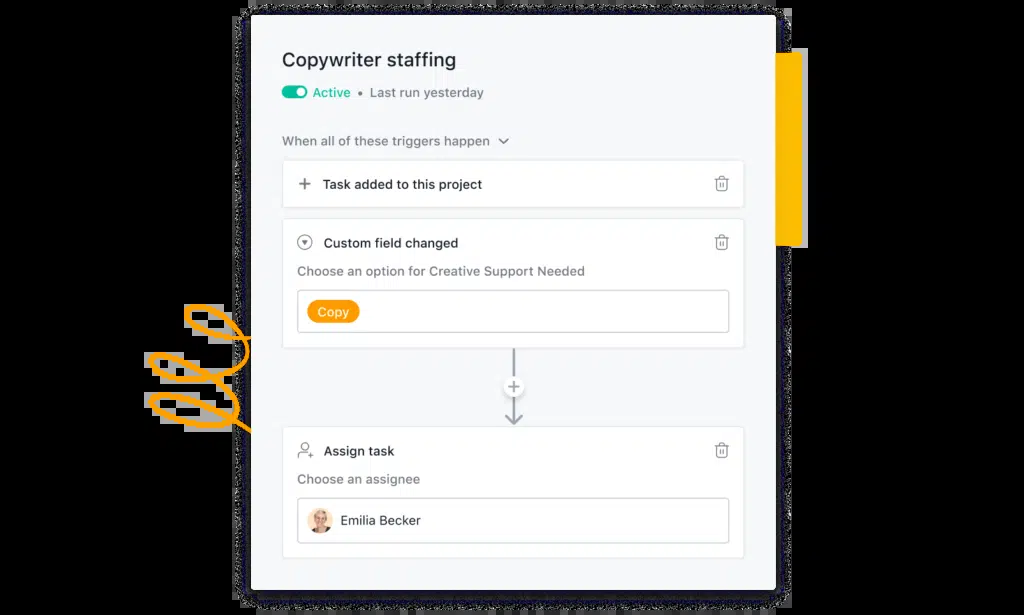 Copywriter staffing
Active • Last run yesterday
When all of these triggers happen
Task added to this project
Custom field changed
Choose an option for Creative Support Needed
Copy
Assign task
Choose an assignee
Emilia Becker